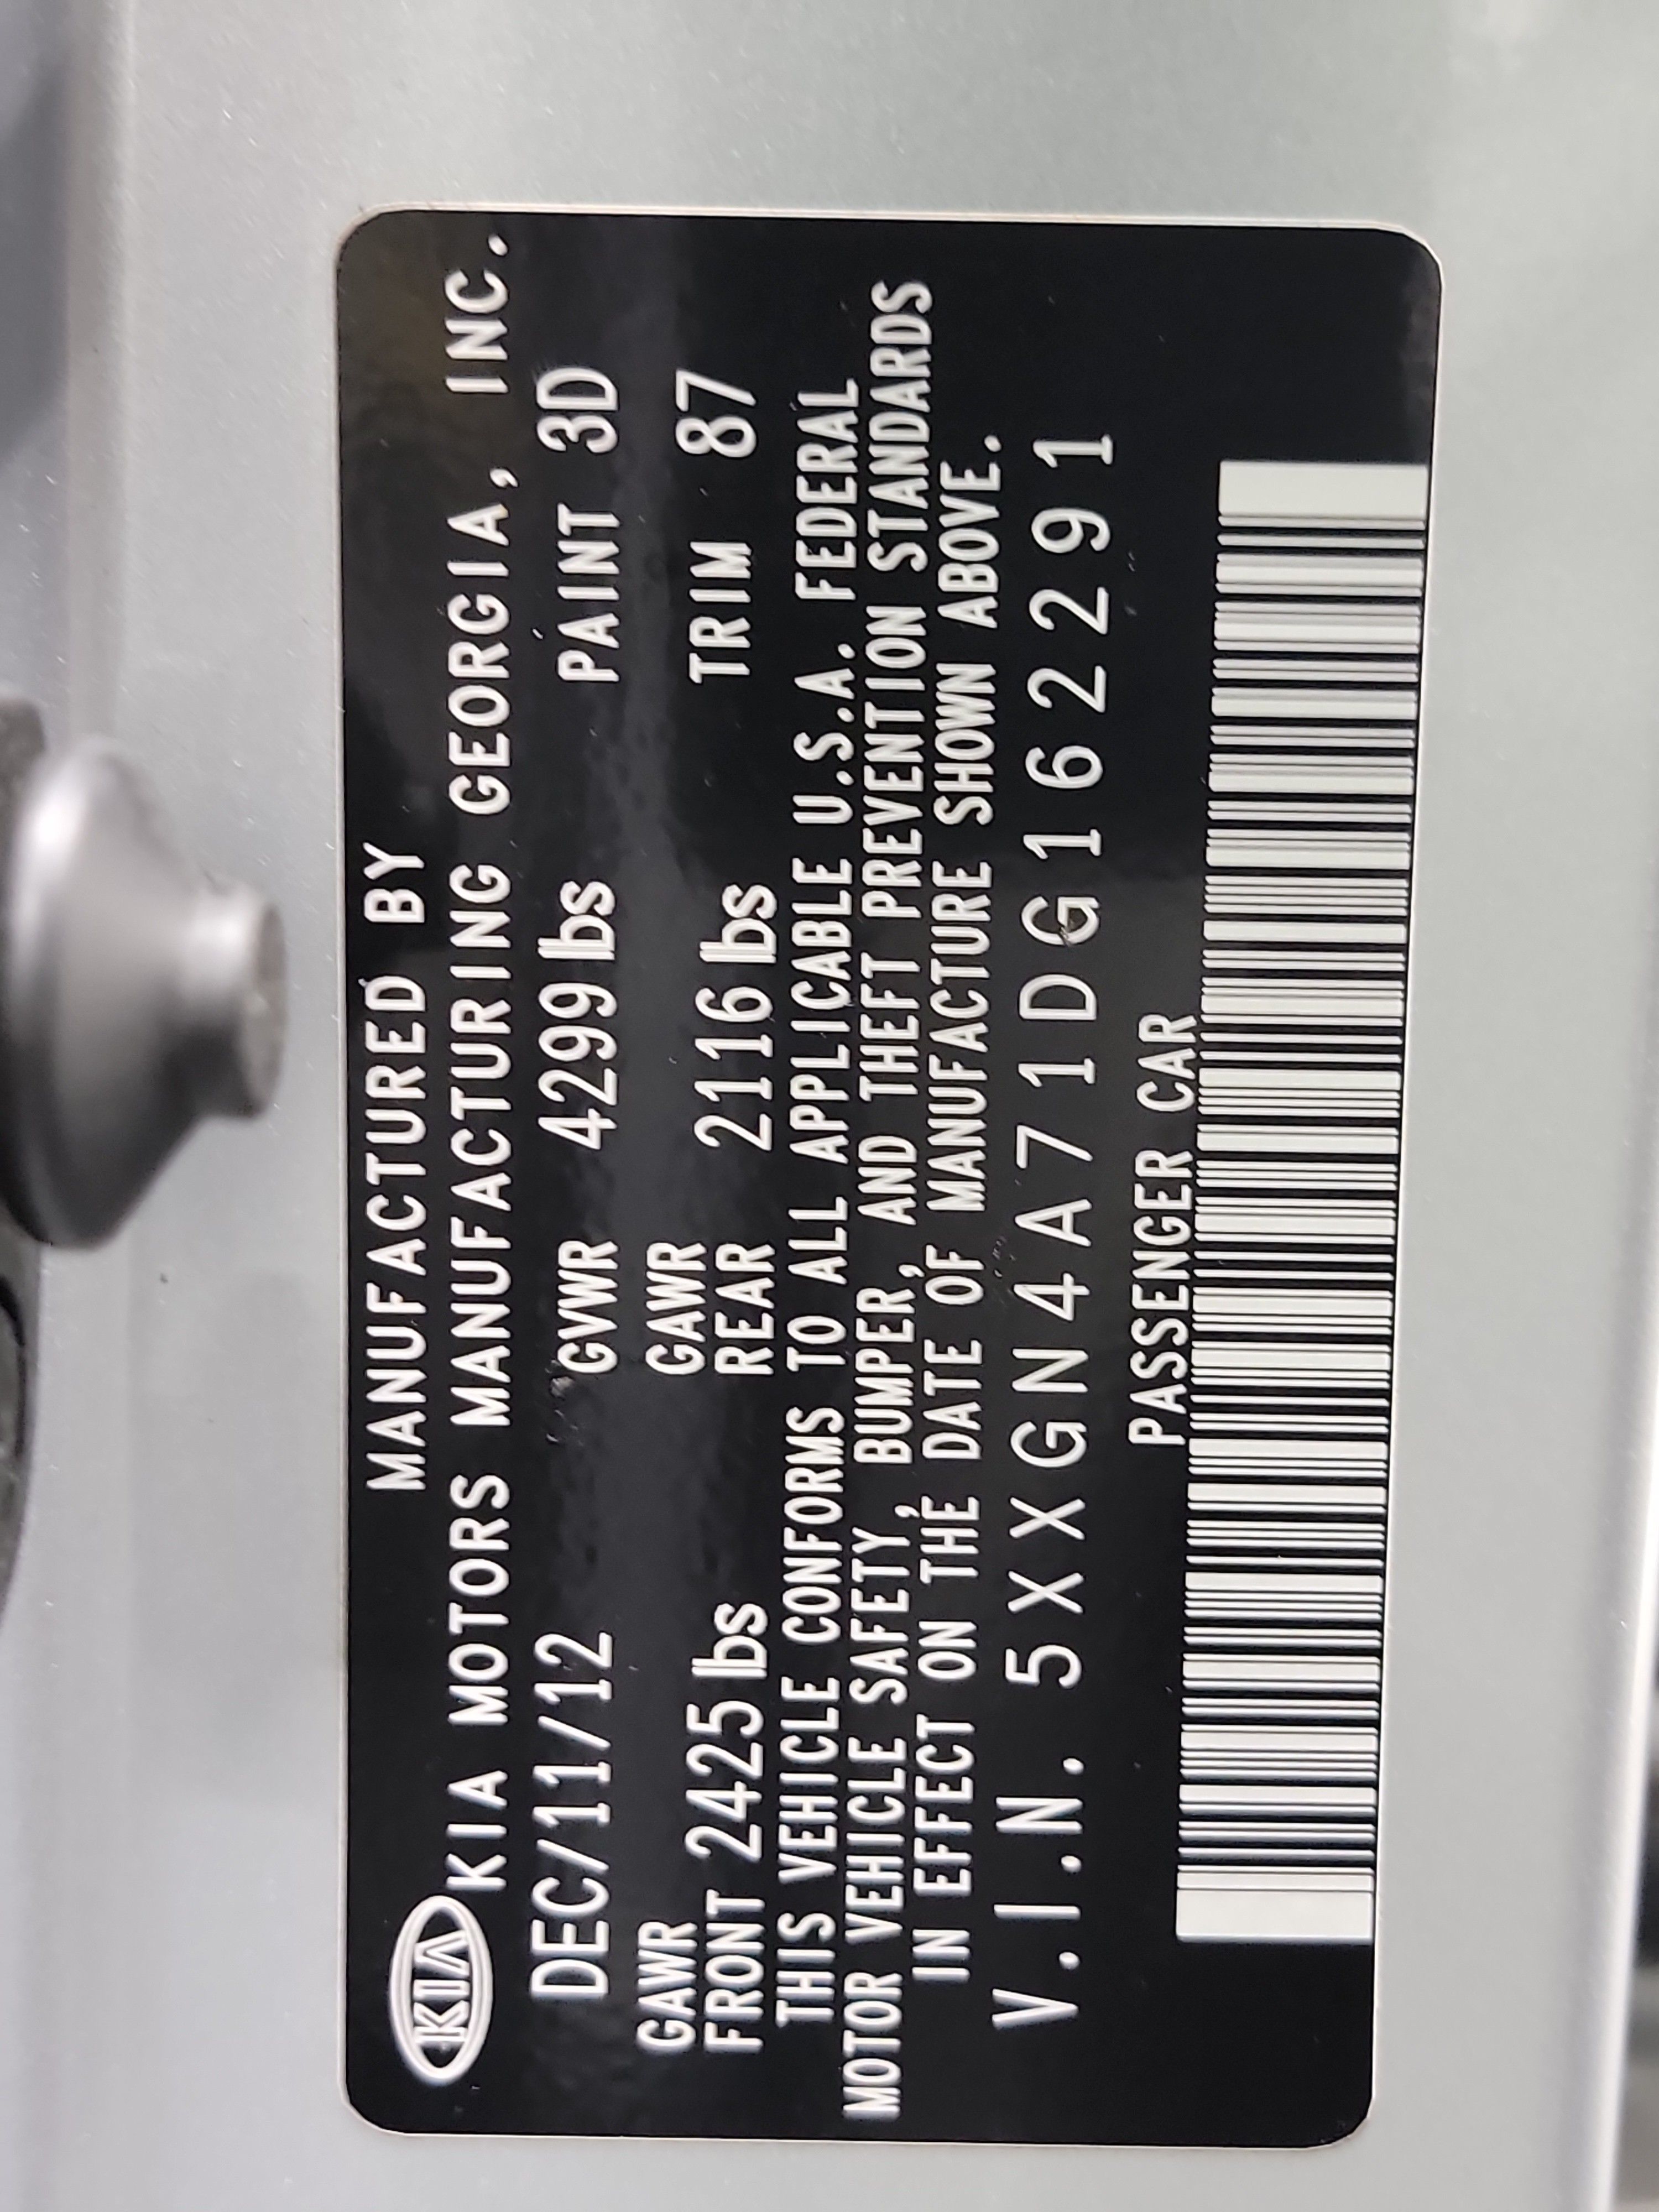 KIA
MANUFACTURED BY
KIA MOTORS MANUFACTURING GEORGIA, INC.
DEC/11/12 GVWR 4299 lbs PAINT 3D
GAWR FRONT 2425 lbs GAWR REAR 2116 lbs TRIM 87
THIS VEHICLE CONFORMS TO ALL APPLICABLE U.S.A. FEDERAL
MOTOR VEHICLE SAFETY, BUMPER, AND THEFT PREVENTION STANDARDS
IN EFFECT ON THE DATE OF MANUFACTURE SHOWN ABOVE.
V.I.N. 5XXGN4A71DG162291
PASSENGER CAR